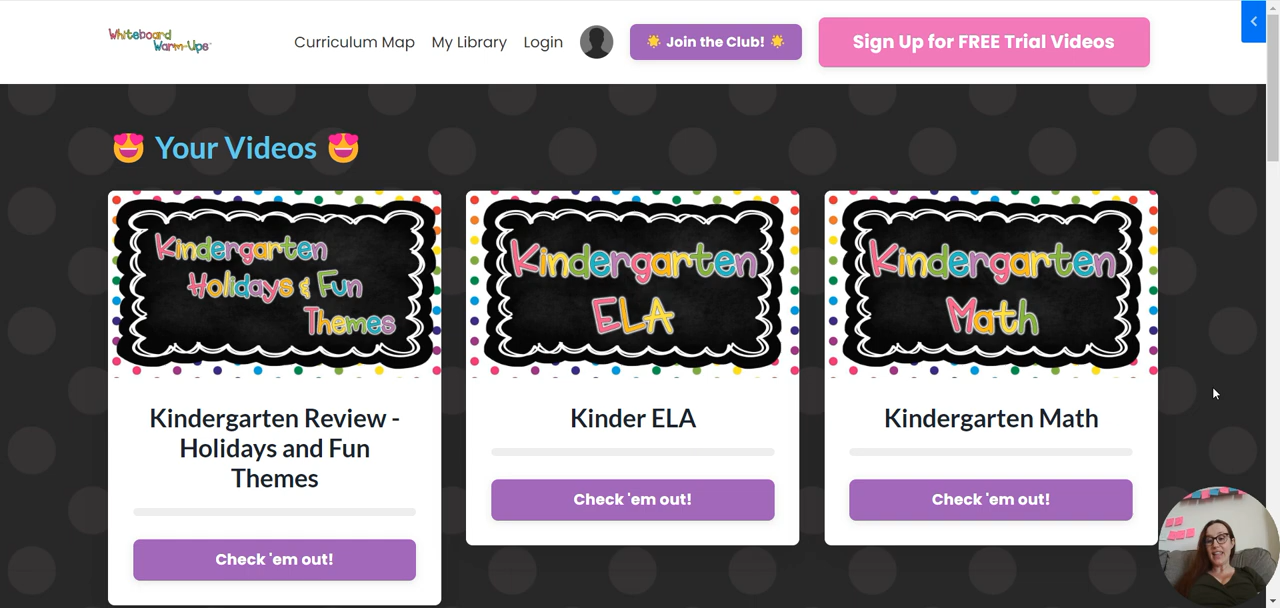 Whiteboard
Warm-Ups
Curriculum Map
My Library
Login
🌟 Join the Club! 🌟
Sign Up for FREE Trial Videos
😍 Your Videos 😍
Kindergarten
Holidays & Fun
Themes
Kindergarten
ELA
Kindergarten
Math
Kindergarten Review -
Holidays and Fun
Themes
Check 'em out!
Kinder ELA
Check 'em out!
Kindergarten Math
Check 'em out!